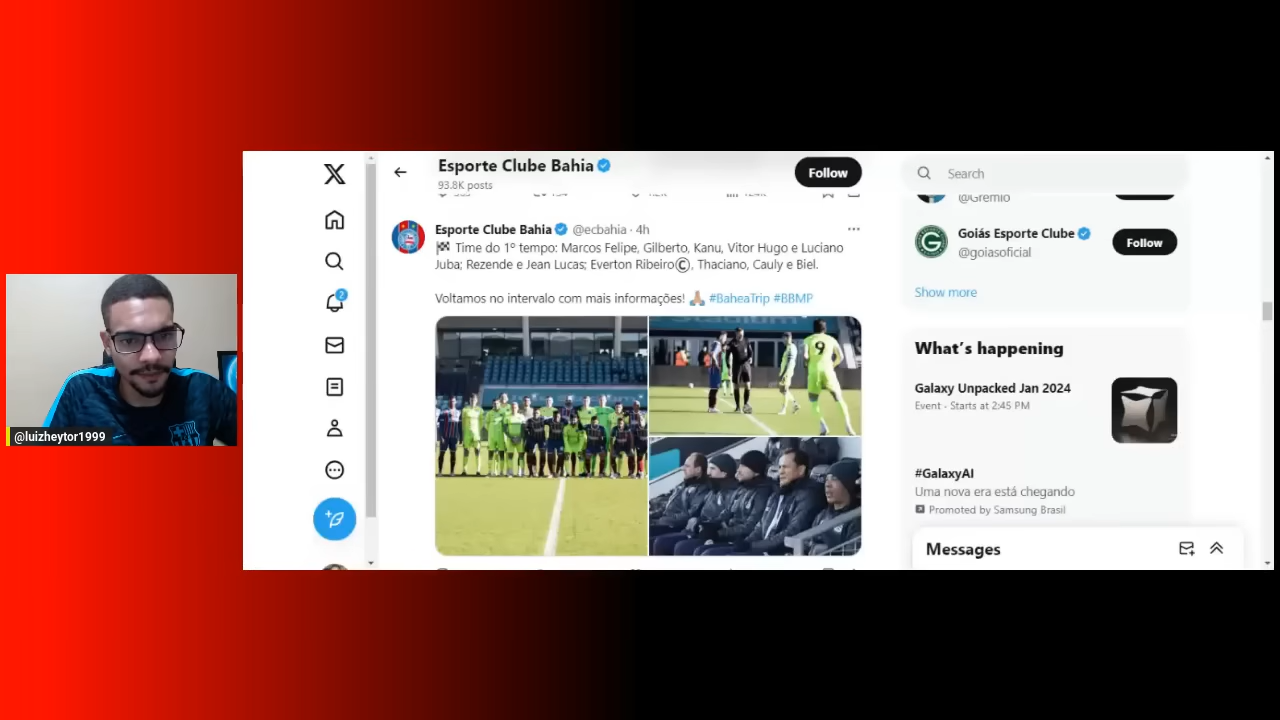 @luizheytor1999
2
Esporte Clube Bahia
93.8K posts
Follow
Esporte Clube Bahia @ecbahia · 4h
Time do 1º tempo: Marcos Felipe, Gilberto, Kanu, Vitor Hugo e Luciano
Juba; Rezende e Jean Lucas; Everton Ribeiro©, Thaciano, Cauly e Biel.
Voltamos no intervalo com mais informações! 🙏🏽 #BaheaTrip #BBMP
9
Search
@Gremio
Goiás Esporte Clube
@goiasoficial
Follow
Show more
What's happening
Galaxy Unpacked Jan 2024
Event · Starts at 2:45 PM
#GalaxyAI
Uma nova era está chegando
Promoted by Samsung Brasil
Messages